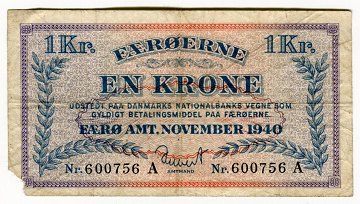 1 Kr. FÆRØERNE 1 Kr.
EN KRONE
UDSTEDT PAA DANMARKS NATIONALBANKS VEGNE SOM
GYLDIGT BETALINGSMIDDEL PAA FÆRØERNE.
FÆRØ AMT, NOVEMBER 1940
AMTMAND
Nr. 600756 A Nr. 600756 A